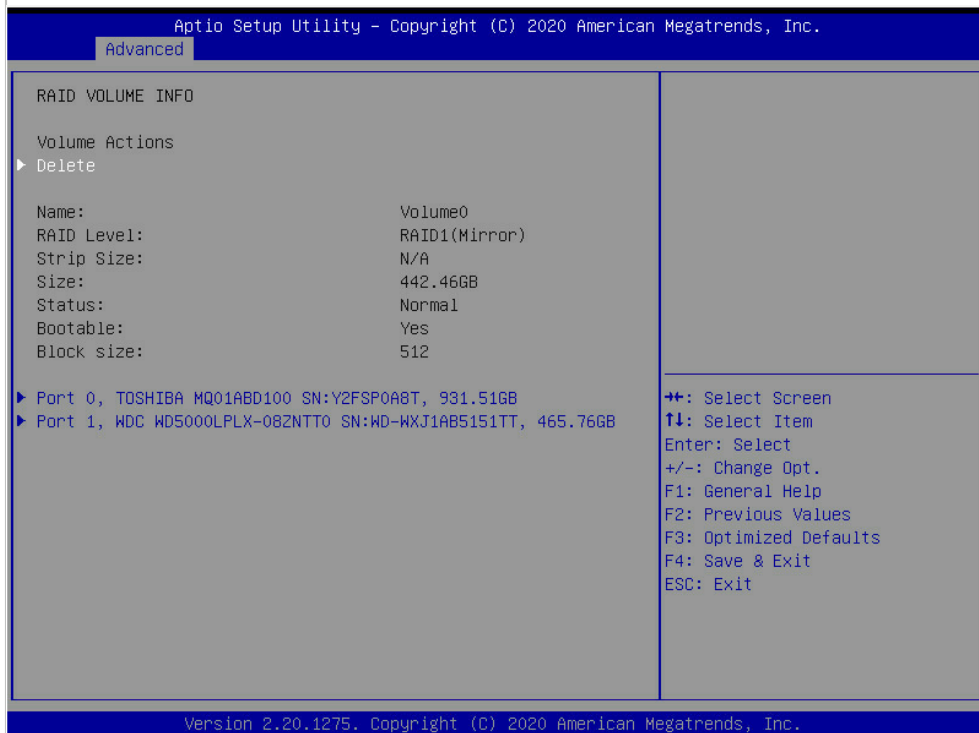 Aptio Setup Utility – Copyright (C) 2020 American Megatrends, Inc.
Advanced
RAID VOLUME INFO
Volume Actions
▶ Delete
Name: Volume0
RAID Level: RAID1(Mirror)
Strip Size: N/A
Size: 442.46GB
Status: Normal
Bootable: Yes
Block size: 512
▶ Port 0, TOSHIBA MQ01ABD100 SN:Y2FSP0A8T, 931.51GB
▶ Port 1, WDC WD5000LPLX-08ZNTT0 SN:WD-WXJ1AB5151TT, 465.76GB
→←: Select Screen
↑↓: Select Item
Enter: Select
+/-: Change Opt.
F1: General Help
F2: Previous Values
F3: Optimized Defaults
F4: Save & Exit
ESC: Exit
Version 2.20.1275. Copyright (C) 2020 American Megatrends, Inc.